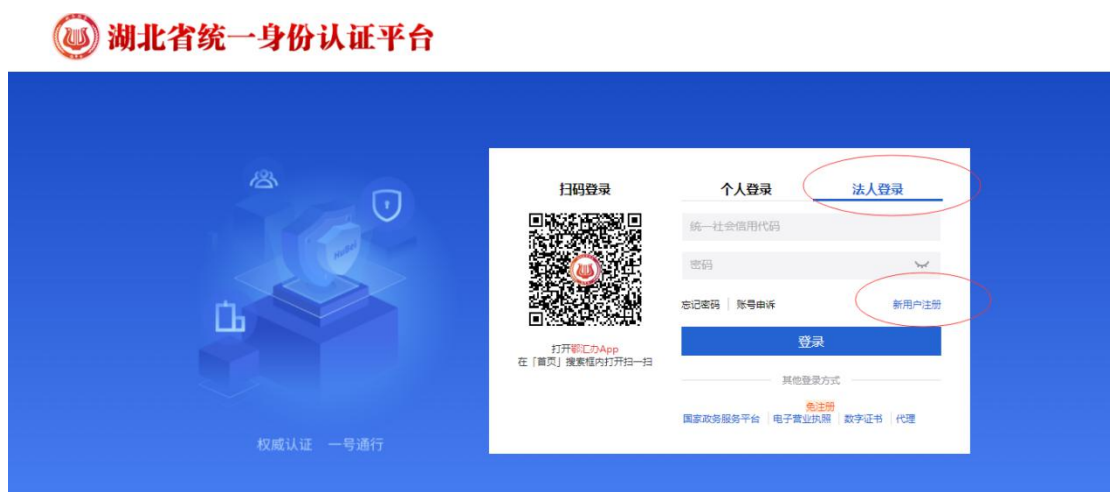 湖北省统一身份认证平台
扫码登录
个人登录
法人登录
统一社会信用代码
密码
忘记密码
账号申诉
新用户注册
登录
打开鄂汇办App
在「首页」搜索框内打开扫一扫
其他登录方式
免注册
国家政务服务平台
电子营业执照
数字证书
代理
HuBei
权威认证 一号通行